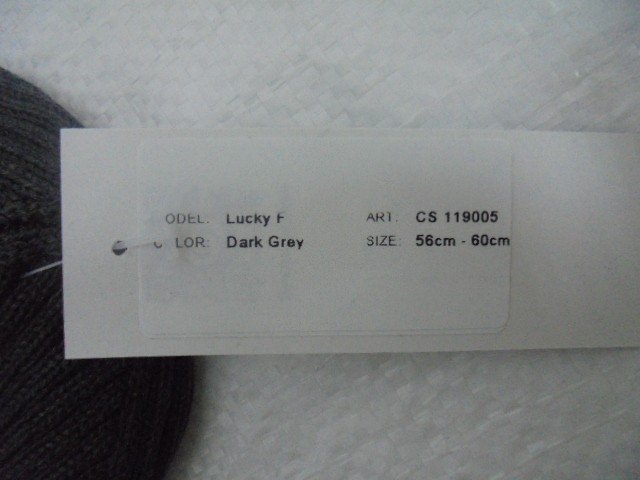 ODEL: Lucky F ART: CS 119005
LOR: Dark Grey SIZE: 56cm - 60cm